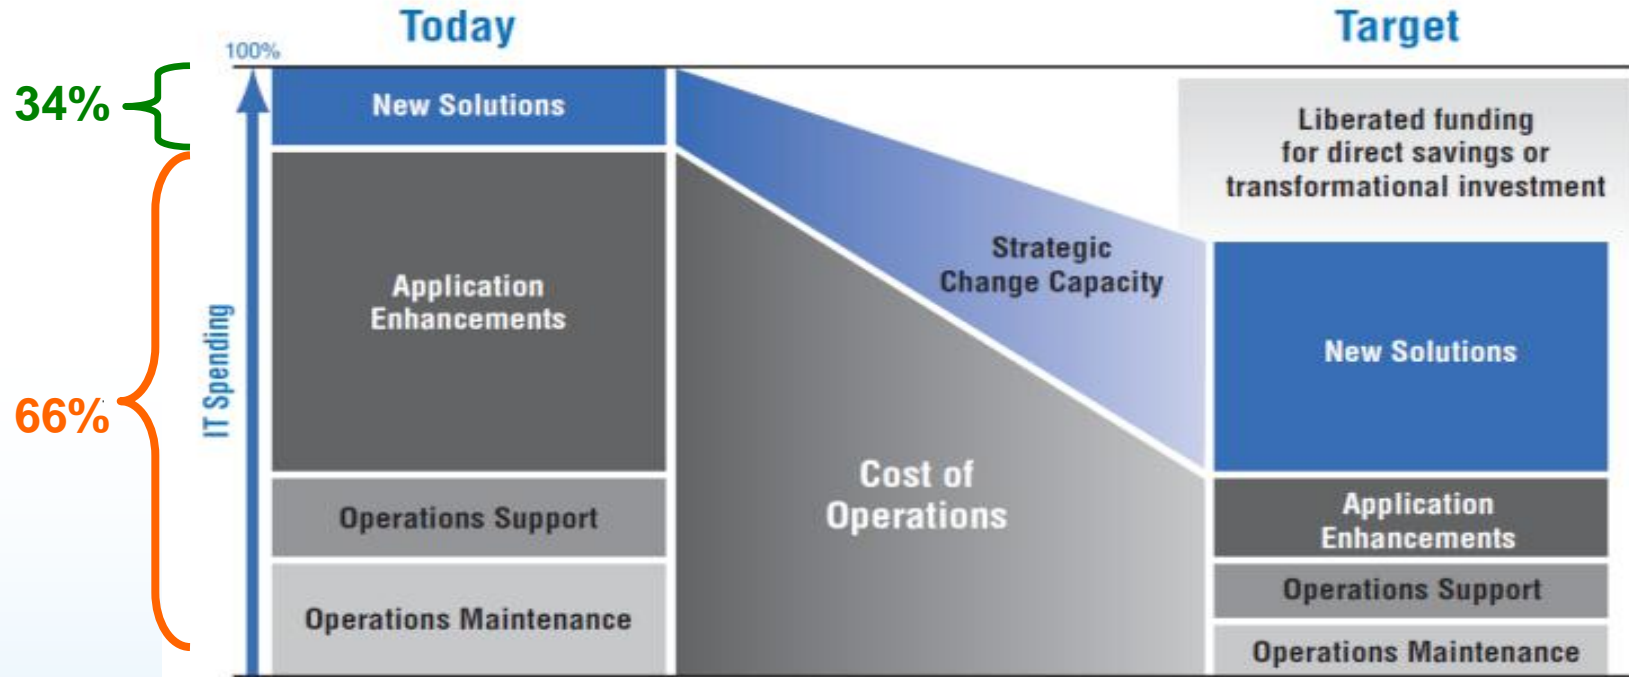 Today
Target
100%
34%
66%
IT Spending
New Solutions
Application
Enhancements
Operations Support
Operations Maintenance
Strategic
Change Capacity
Cost of
Operations
Liberated funding
for direct savings or
transformational investment
New Solutions
Application
Enhancements
Operations Support
Operations Maintenance